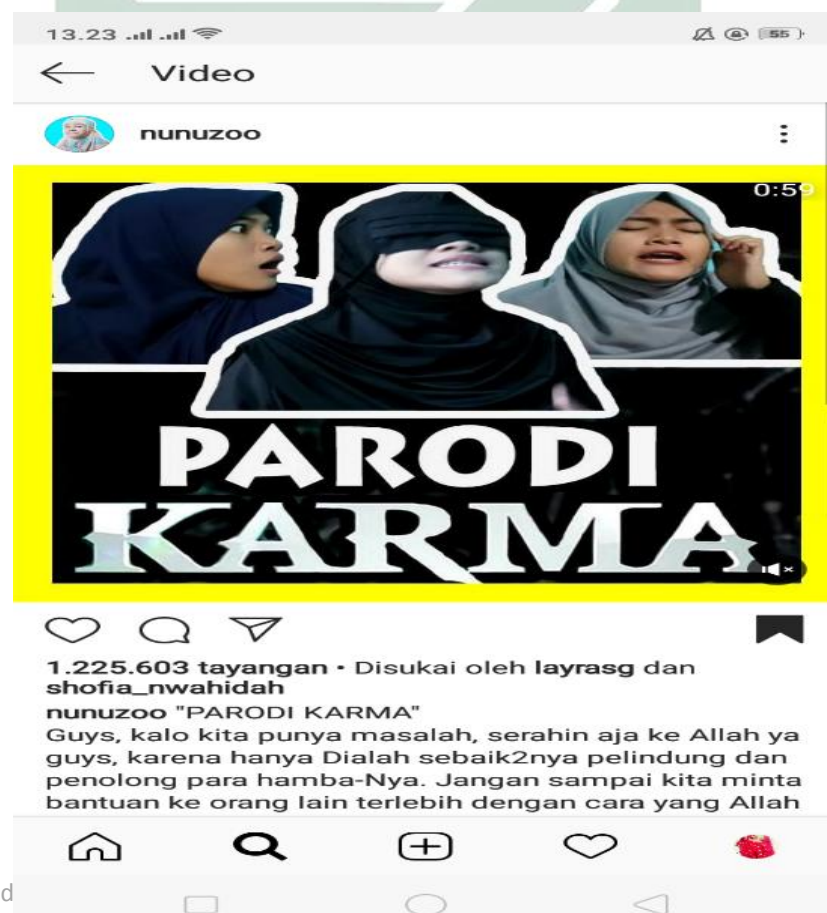 13.23
55
Video
nunuzoo
0:59
PARODI
KARMA
1.225.603 tayangan • Disukai oleh layrasg dan
shofia_nwahidah
nunuzoo "PARODI KARMA"
Guys, kalo kita punya masalah, serahin aja ke Allah ya
guys, karena hanya Dialah sebaik2nya pelindung dan
penolong para hamba-Nya. Jangan sampai kita minta
bantuan ke orang lain terlebih dengan cara yang Allah
d